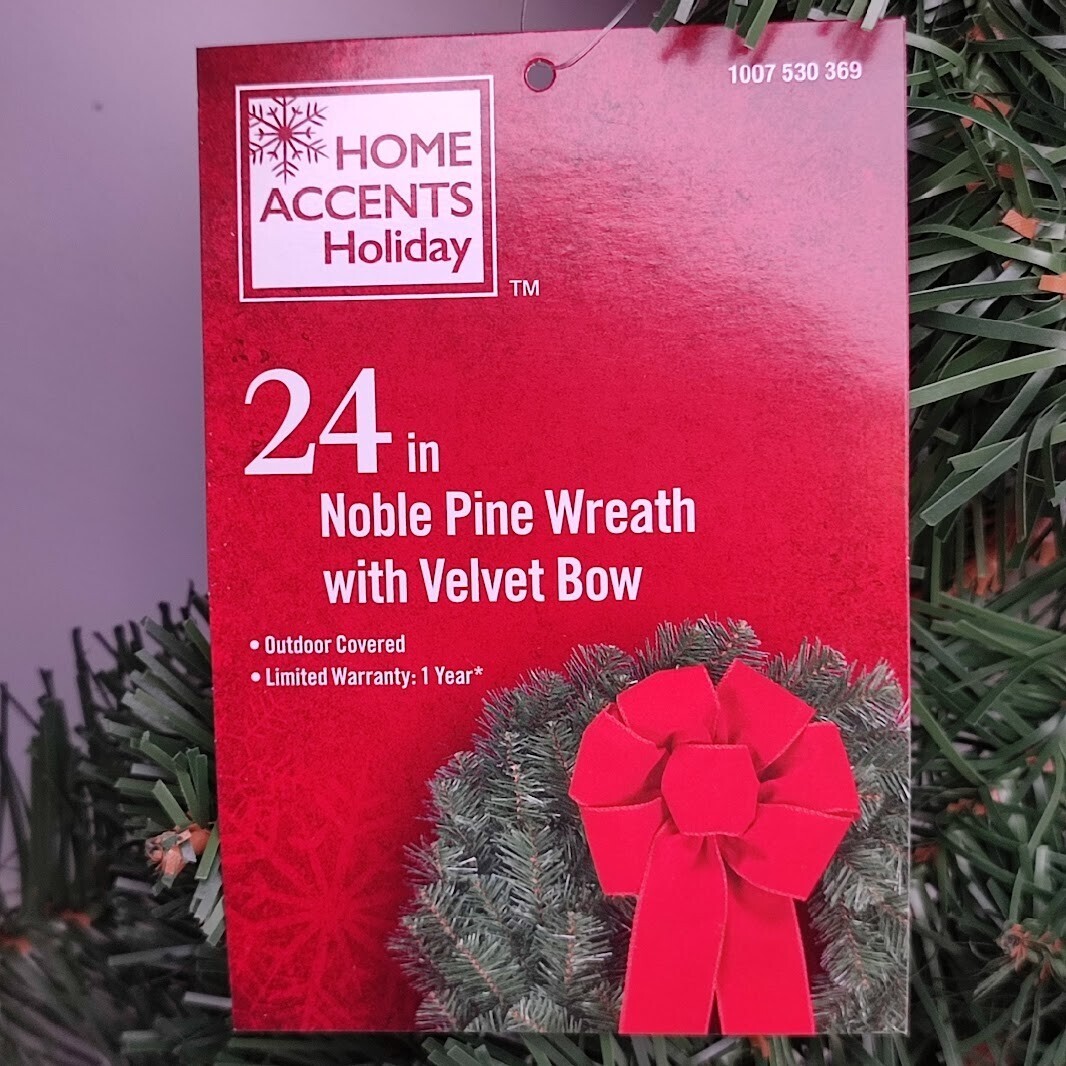 1007 530 369
HOME
ACCENTS
Holiday
TM
24 in
Noble Pine Wreath
with Velvet Bow
• Outdoor Covered
• Limited Warranty: 1 Year*